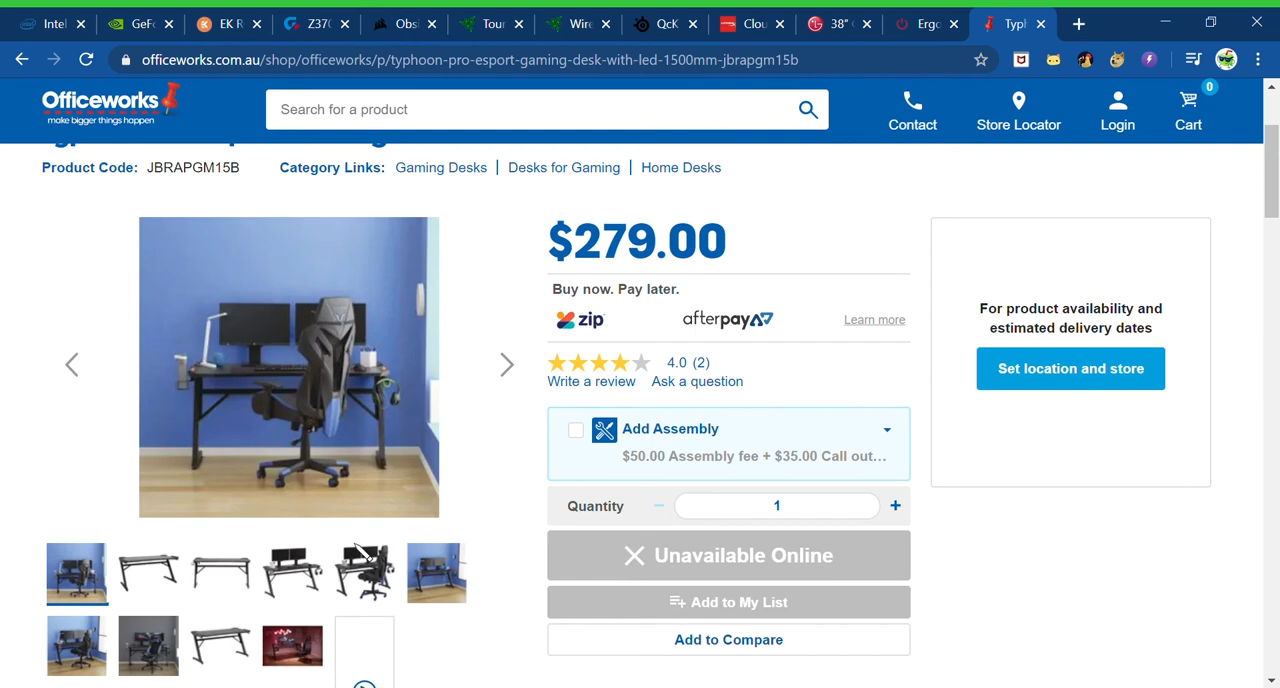 Intel
GeFo
EK R
Z370
Obsi
Tour
Wire
QcK
Clou
38" 
Ergo
Typh
officeworks.com.au/shop/officeworks/p/typhoon-pro-esport-gaming-desk-with-led-1500mm-jbrapgm15b
Officeworks
make bigger things happen
Search for a product
Contact
Store Locator
Login
0
Cart
Product Code: JBRAPGM15B
Category Links: Gaming Desks | Desks for Gaming | Home Desks
$279.00
Buy now. Pay later.
zip
afterpay
Learn more
4.0 (2)
Write a review
Ask a question
Add Assembly
$50.00 Assembly fee + $35.00 Call out...
Quantity
1
Unavailable Online
Add to My List
Add to Compare
For product availability and
estimated delivery dates
Set location and store